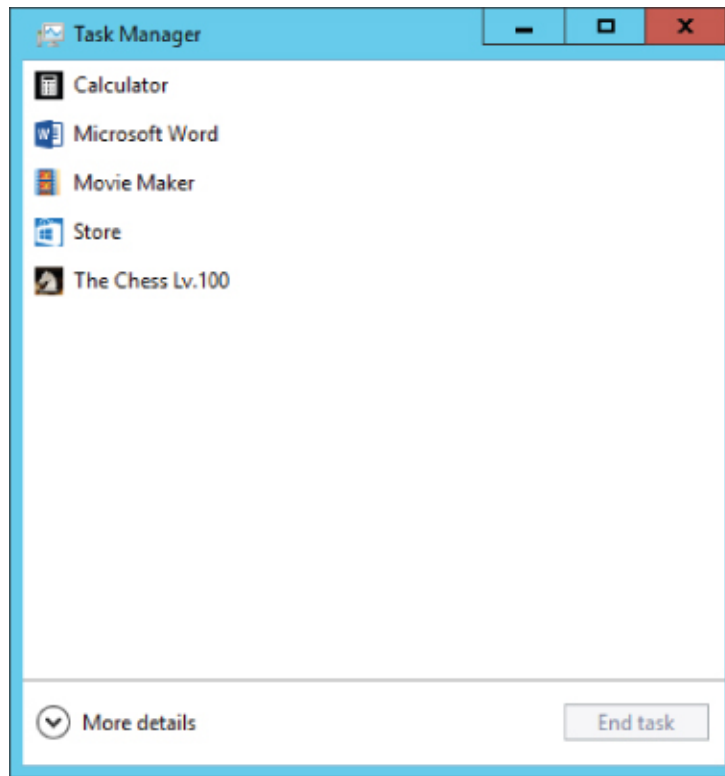 Task Manager
Calculator
Microsoft Word
Movie Maker
Store
The Chess Lv.100
More details
End task